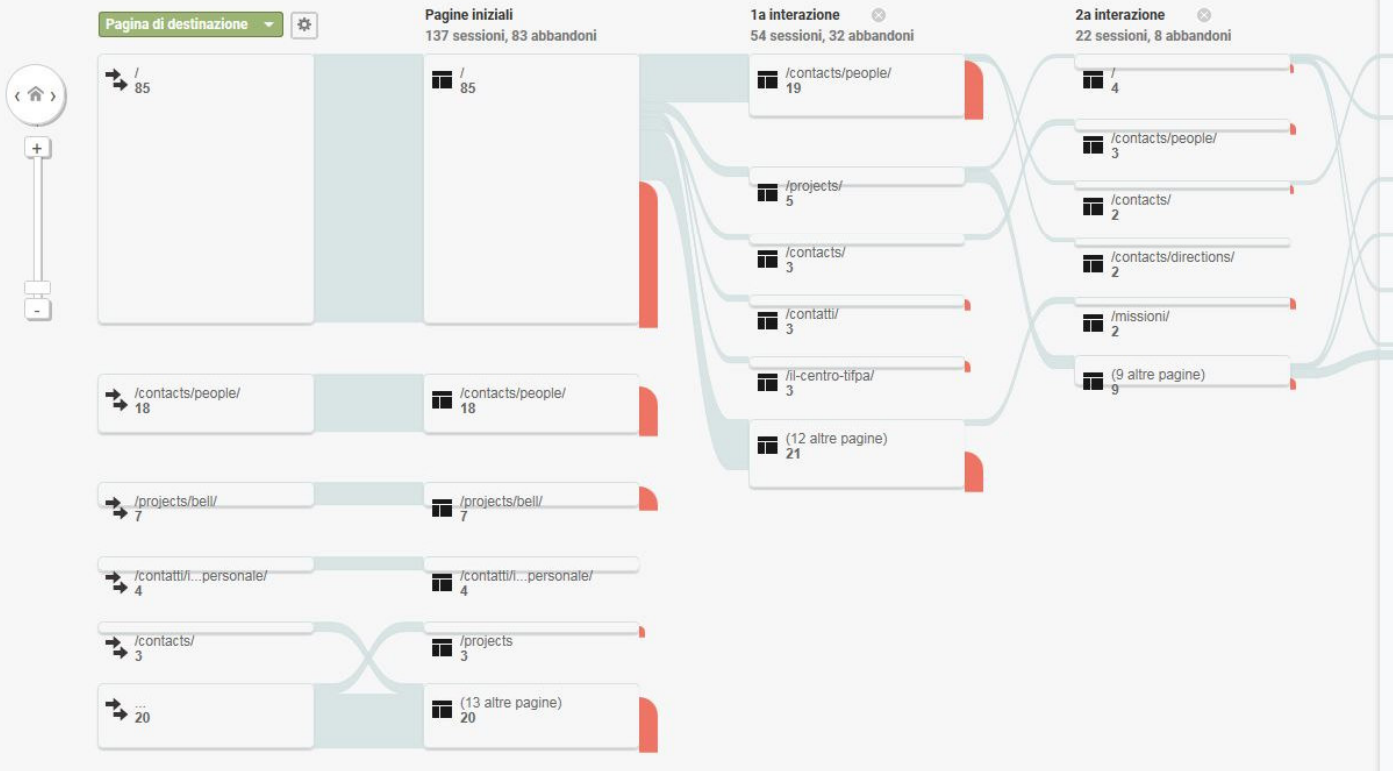 Pagina di destinazione
Pagine iniziali
137 sessioni, 83 abbandoni
1a interazione
54 sessioni, 32 abbandoni
2a interazione
22 sessioni, 8 abbandoni
/
85
/contacts/people/
18
/projects/bell/
7
/contatti/i...personale/
4
/contacts/
3
...
20
/
85
/contacts/people/
18
/projects/bell/
7
/contatti/i...personale/
4
/projects
3
(13 altre pagine)
20
/contacts/people/
19
/projects/
5
/contacts/
3
/contatti/
3
/il-centro-tifpa/
3
(12 altre pagine)
21
/
4
/contacts/people/
3
/contacts/
2
/contacts/directions/
2
/missioni/
2
(9 altre pagine)
9
+
-